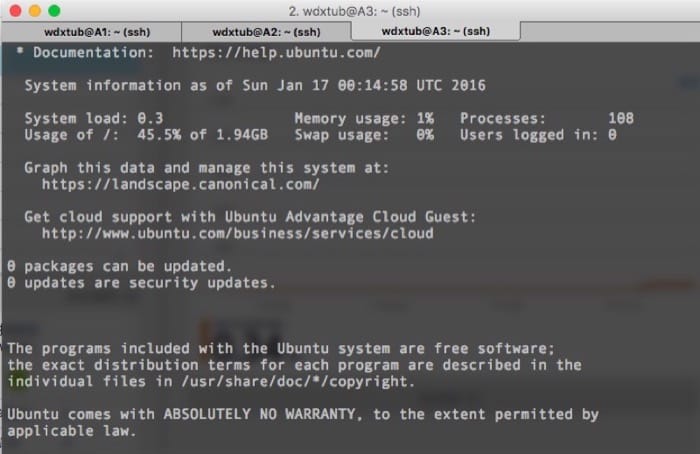 2. wdxtub@A3: ~ (ssh)
wdxtub@A1: ~ (ssh) wdxtub@A2: ~ (ssh) wdxtub@A3: ~ (ssh)
* Documentation: https://help.ubuntu.com/
System information as of Sun Jan 17 00:14:58 UTC 2016
System load: 0.3 Memory usage: 1% Processes: 108
Usage of /: 45.5% of 1.94GB Swap usage: 0% Users logged in: 0
Graph this data and manage this system at:
https://landscape.canonical.com/
Get cloud support with Ubuntu Advantage Cloud Guest:
http://www.ubuntu.com/business/services/cloud
0 packages can be updated.
0 updates are security updates.
The programs included with the Ubuntu system are free software;
the exact distribution terms for each program are described in the
individual files in /usr/share/doc/*/copyright.
Ubuntu comes with ABSOLUTELY NO WARRANTY, to the extent permitted by
applicable law.